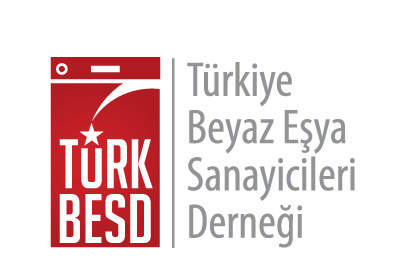 TÜRK
BESD
Türkiye
Beyaz Eşya
Sanayicileri
Derneği